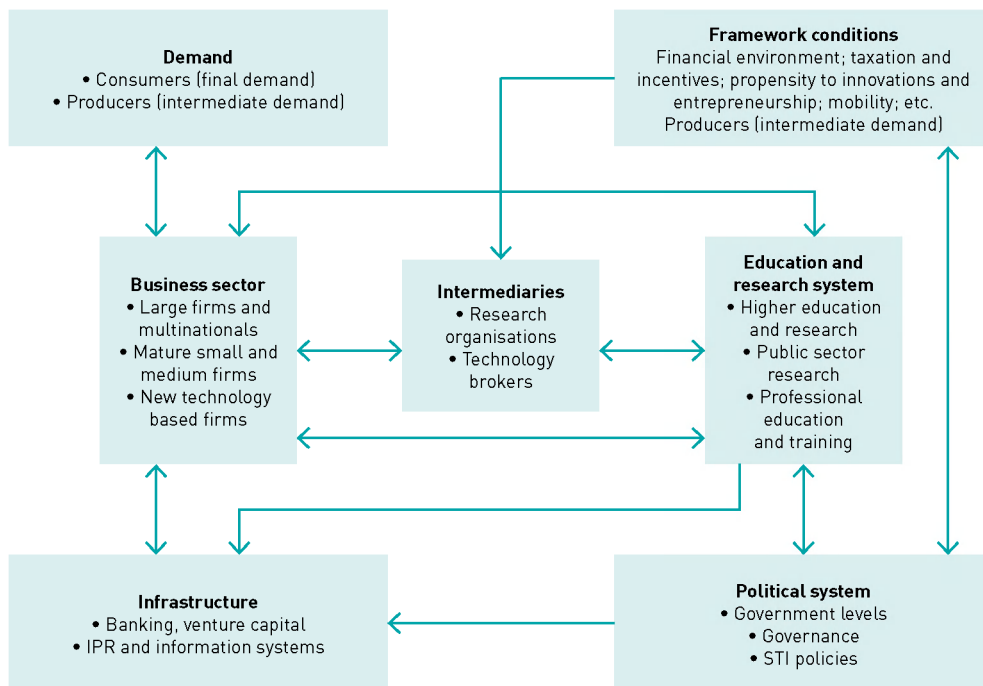 Demand
• Consumers (final demand)
• Producers (intermediate demand)
Framework conditions
Financial environment; taxation and
incentives; propensity to innovations and
entrepreneurship; mobility; etc.
Producers (intermediate demand)
Business sector
• Large firms and
multinationals
• Mature small and
medium firms
• New technology
based firms
Intermediaries
• Research
organisations
• Technology
brokers
Education and
research system
• Higher education
and research
• Public sector
research
• Professional
education
and training
Infrastructure
• Banking, venture capital
• IPR and information systems
Political system
• Government levels
• Governance
• STI policies